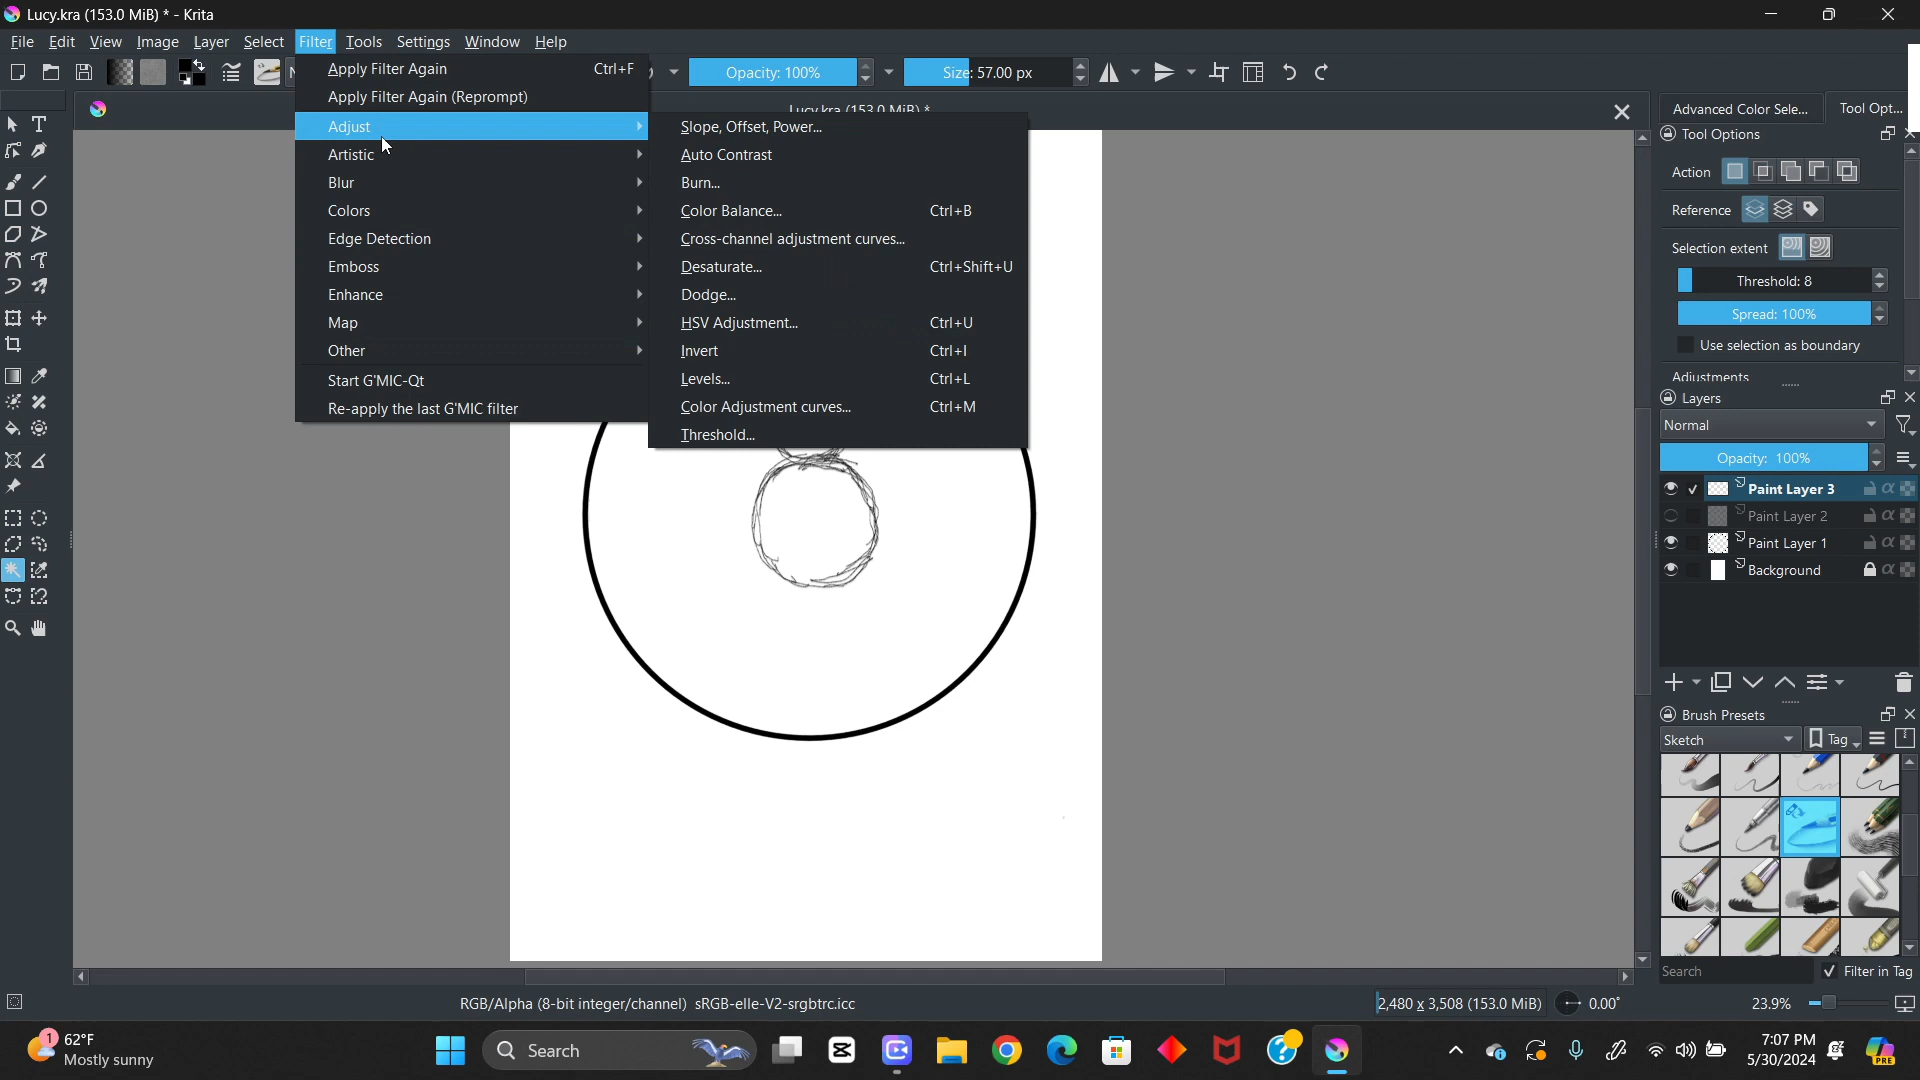 Lucy.kra (153.0 MiB) * - Krita
File Edit View Image Layer Select Filter Tools Settings Window Help
Opacity: 100% Size: 57.00 px
Apply Filter Again Ctrl+F
Apply Filter Again (Reprompt)
Adjust
Artistic
Blur
Colors
Edge Detection
Emboss
Enhance
Map
Other
Start G'MIC-Qt
Re-apply the last G'MIC filter
Lucy.kra (153.0 MiB) *
Slope, Offset, Power...
Auto Contrast
Burn...
Color Balance... Ctrl+B
Cross-channel adjustment curves...
Desaturate... Ctrl+Shift+U
Dodge...
HSV Adjustment... Ctrl+U
Invert Ctrl+I
Levels... Ctrl+L
Color Adjustment curves... Ctrl+M
Threshold...
Advanced Color Sele... Tool Opt...
Tool Options
Action
Reference
Selection extent
Threshold: 8
Spread: 100%
Use selection as boundary
Adjustments
Layers
Normal
Opacity: 100%
Paint Layer 3
Paint Layer 2
Paint Layer 1
Background
Brush Presets
Sketch Tag
Search Filter in Tag
RGB/Alpha (8-bit integer/channel) sRGB-elle-V2-srgbtrc.icc
2,480 x 3,508 (153.0 MiB) 0.00° 23.9%
1 62°F
Mostly sunny
Search
7:07 PM
5/30/2024
PRE